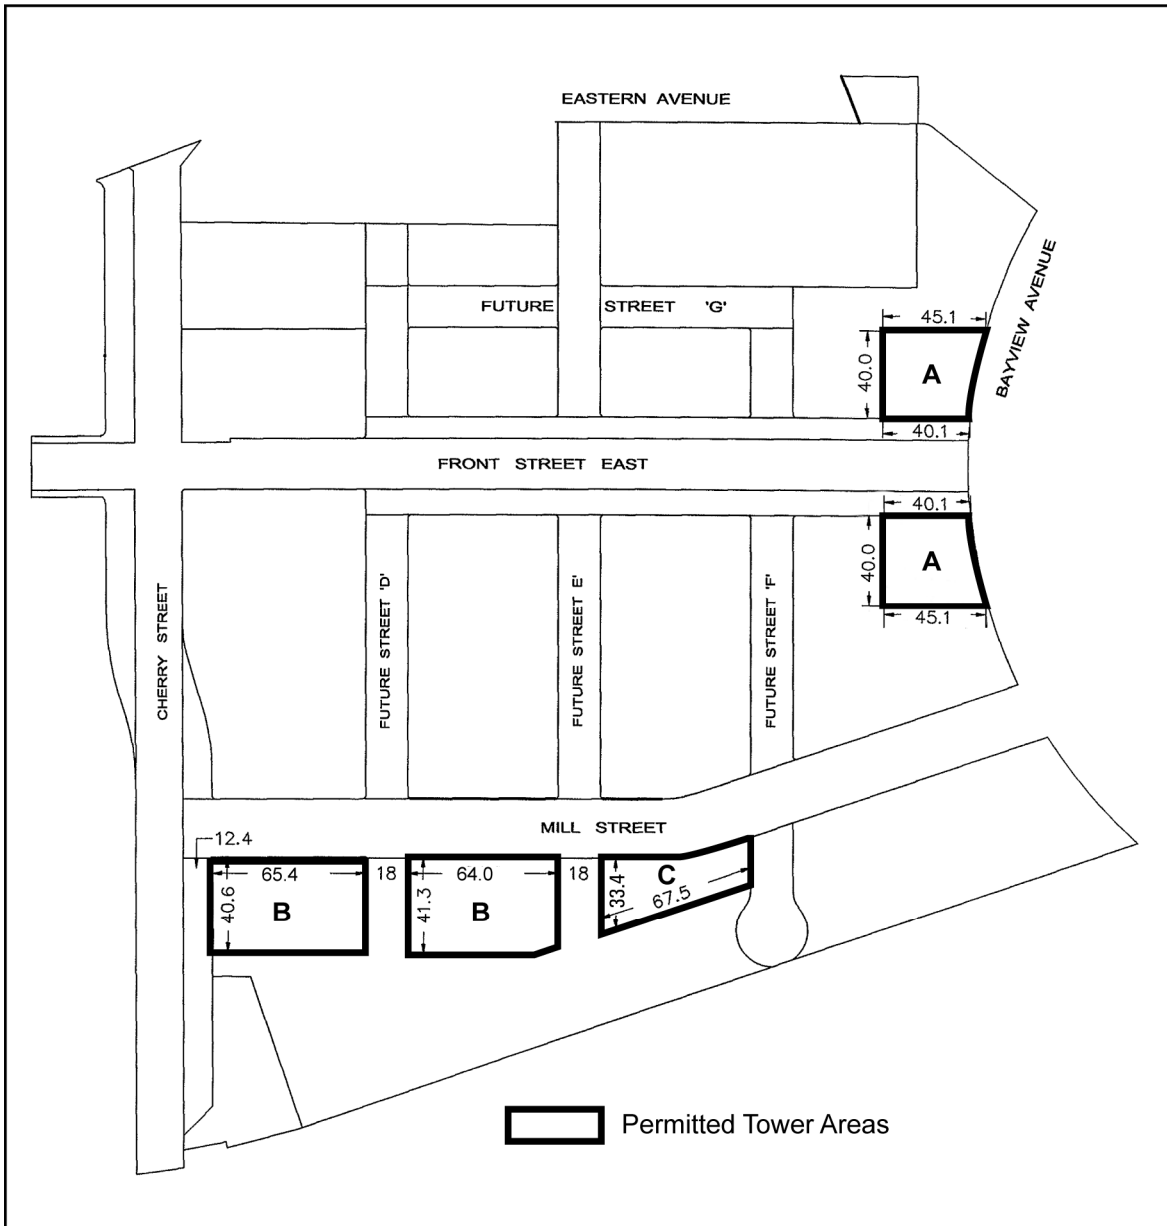 EASTERN AVENUE
BAYVIEW AVENUE
FUTURE STREET 'G'
45.1
40.0
A
40.1
FRONT STREET EAST
40.1
40.0
A
45.1
CHERRY STREET
FUTURE STREET 'D'
FUTURE STREET E'
FUTURE STREET 'F'
MILL STREET
12.4
65.4
18
64.0
18
C
40.6
B
41.3
B
33.4
67.5
Permitted Tower Areas